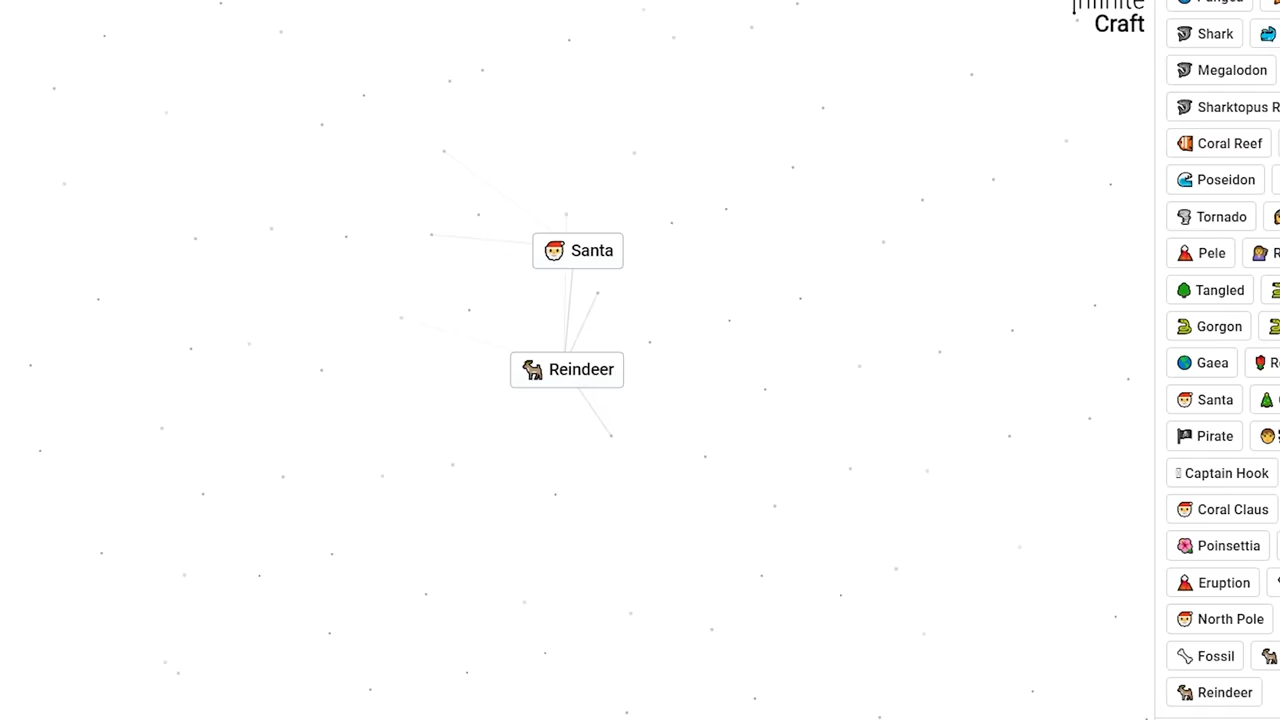 Infinite
Craft
Santa
Reindeer
Shark
Megalodon
Sharktopus R
Coral Reef
Poseidon
Tornado
Pele R
Tangled
Gorgon
Gaea R
Santa
Pirate
Captain Hook
Coral Claus
Poinsettia
Eruption
North Pole
Fossil
Reindeer